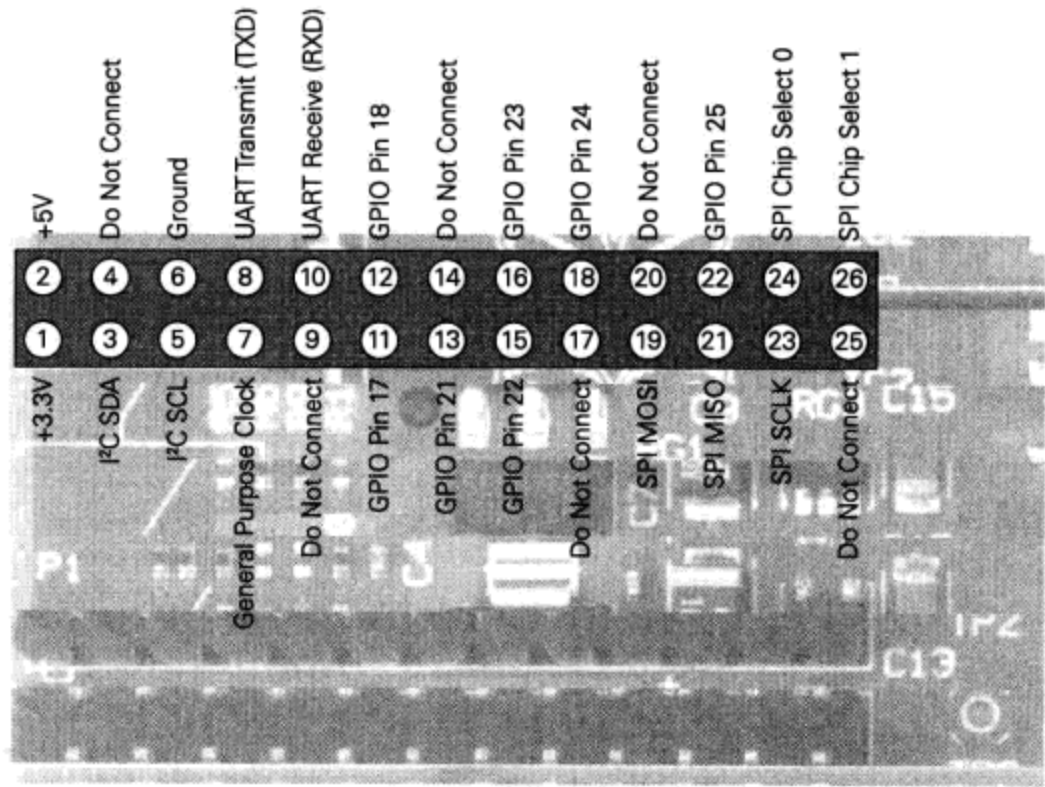 +5V
Do Not Connect
Ground
UART Transmit (TXD)
UART Receive (RXD)
GPIO Pin 18
Do Not Connect
GPIO Pin 23
GPIO Pin 24
Do Not Connect
GPIO Pin 25
SPI Chip Select 0
SPI Chip Select 1
2 4 6 8 10 12 14 16 18 20 22 24 26
1 3 5 7 9 11 13 15 17 19 21 23 25
+3.3V
I²C SDA
I²C SCL
General Purpose Clock
Do Not Connect
GPIO Pin 17
GPIO Pin 21
GPIO Pin 22
Do Not Connect
SPI MOSI
SPI MISO
SPI SCLK
Do Not Connect
C15
P1
TP2
C13